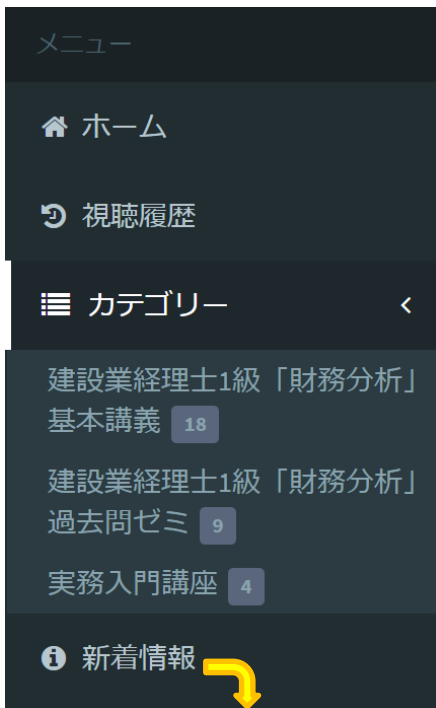 メニュー
ホーム
視聴履歴
カテゴリー
建設業経理士1級「財務分析」
基本講義 18
建設業経理士1級「財務分析」
過去問ゼミ 9
実務入門講座 4
新着情報